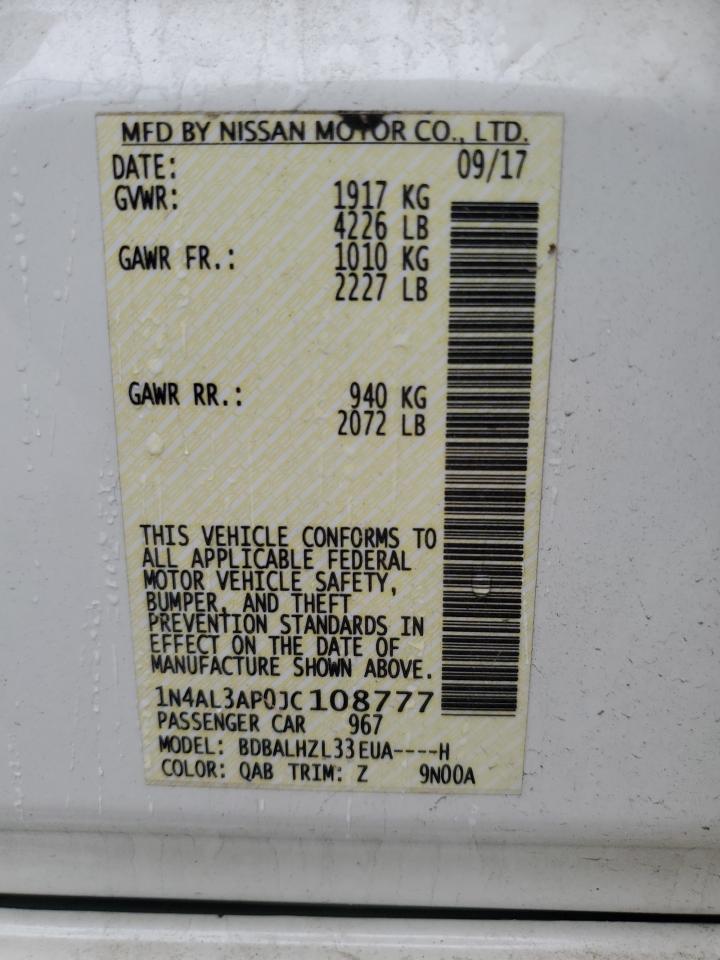 MFD BY NISSAN MOTOR CO., LTD.
DATE: 09/17
GVWR: 1917 KG
4226 LB
GAWR FR.: 1010 KG
2227 LB
GAWR RR.: 940 KG
2072 LB
THIS VEHICLE CONFORMS TO
ALL APPLICABLE FEDERAL
MOTOR VEHICLE SAFETY,
BUMPER, AND THEFT
PREVENTION STANDARDS IN
EFFECT ON THE DATE OF
MANUFACTURE SHOWN ABOVE.
1N4AL3AP0JC108777
PASSENGER CAR 967
MODEL: BDBALHZL33EUA----H
COLOR: QAB TRIM: Z 9N00A